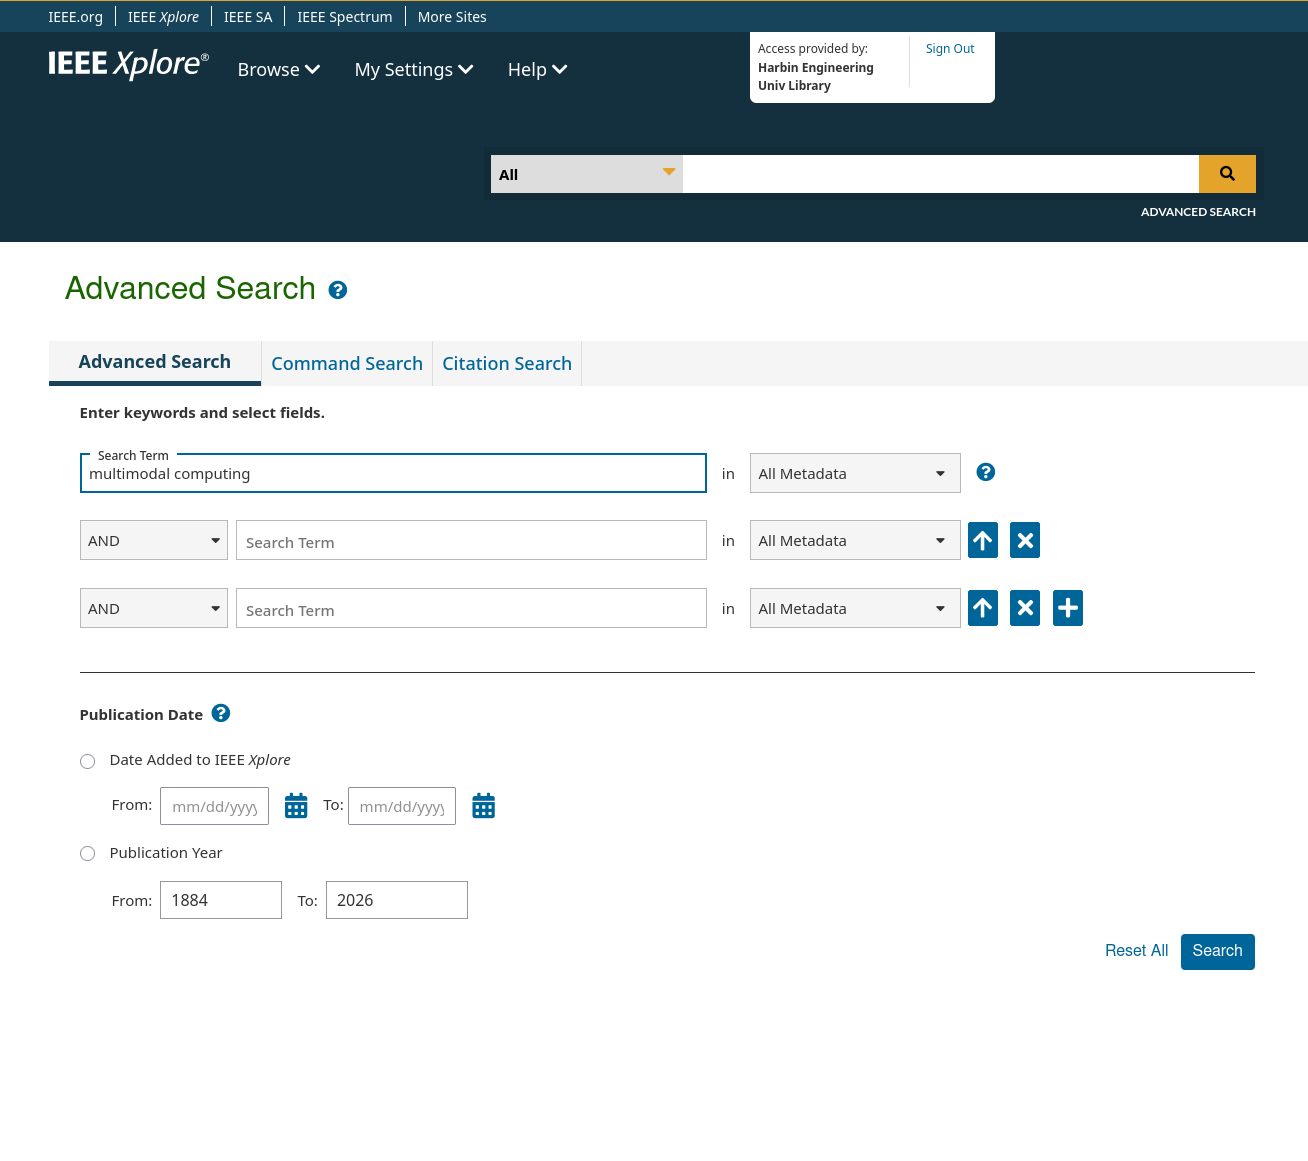 IEEE.org IEEE Xplore IEEE SA IEEE Spectrum More Sites
IEEE Xplore® Browse My Settings Help
Access provided by: Sign Out
Harbin Engineering
Univ Library
All
ADVANCED SEARCH
Advanced Search ?
Advanced Search Command Search Citation Search
Enter keywords and select fields.
Search Term
multimodal computing in All Metadata ?
AND Search Term in All Metadata
AND Search Term in All Metadata
Publication Date ?
Date Added to IEEE Xplore
From: mm/dd/yyyy To: mm/dd/yyyy
Publication Year
From: 1884 To: 2026
Reset All Search